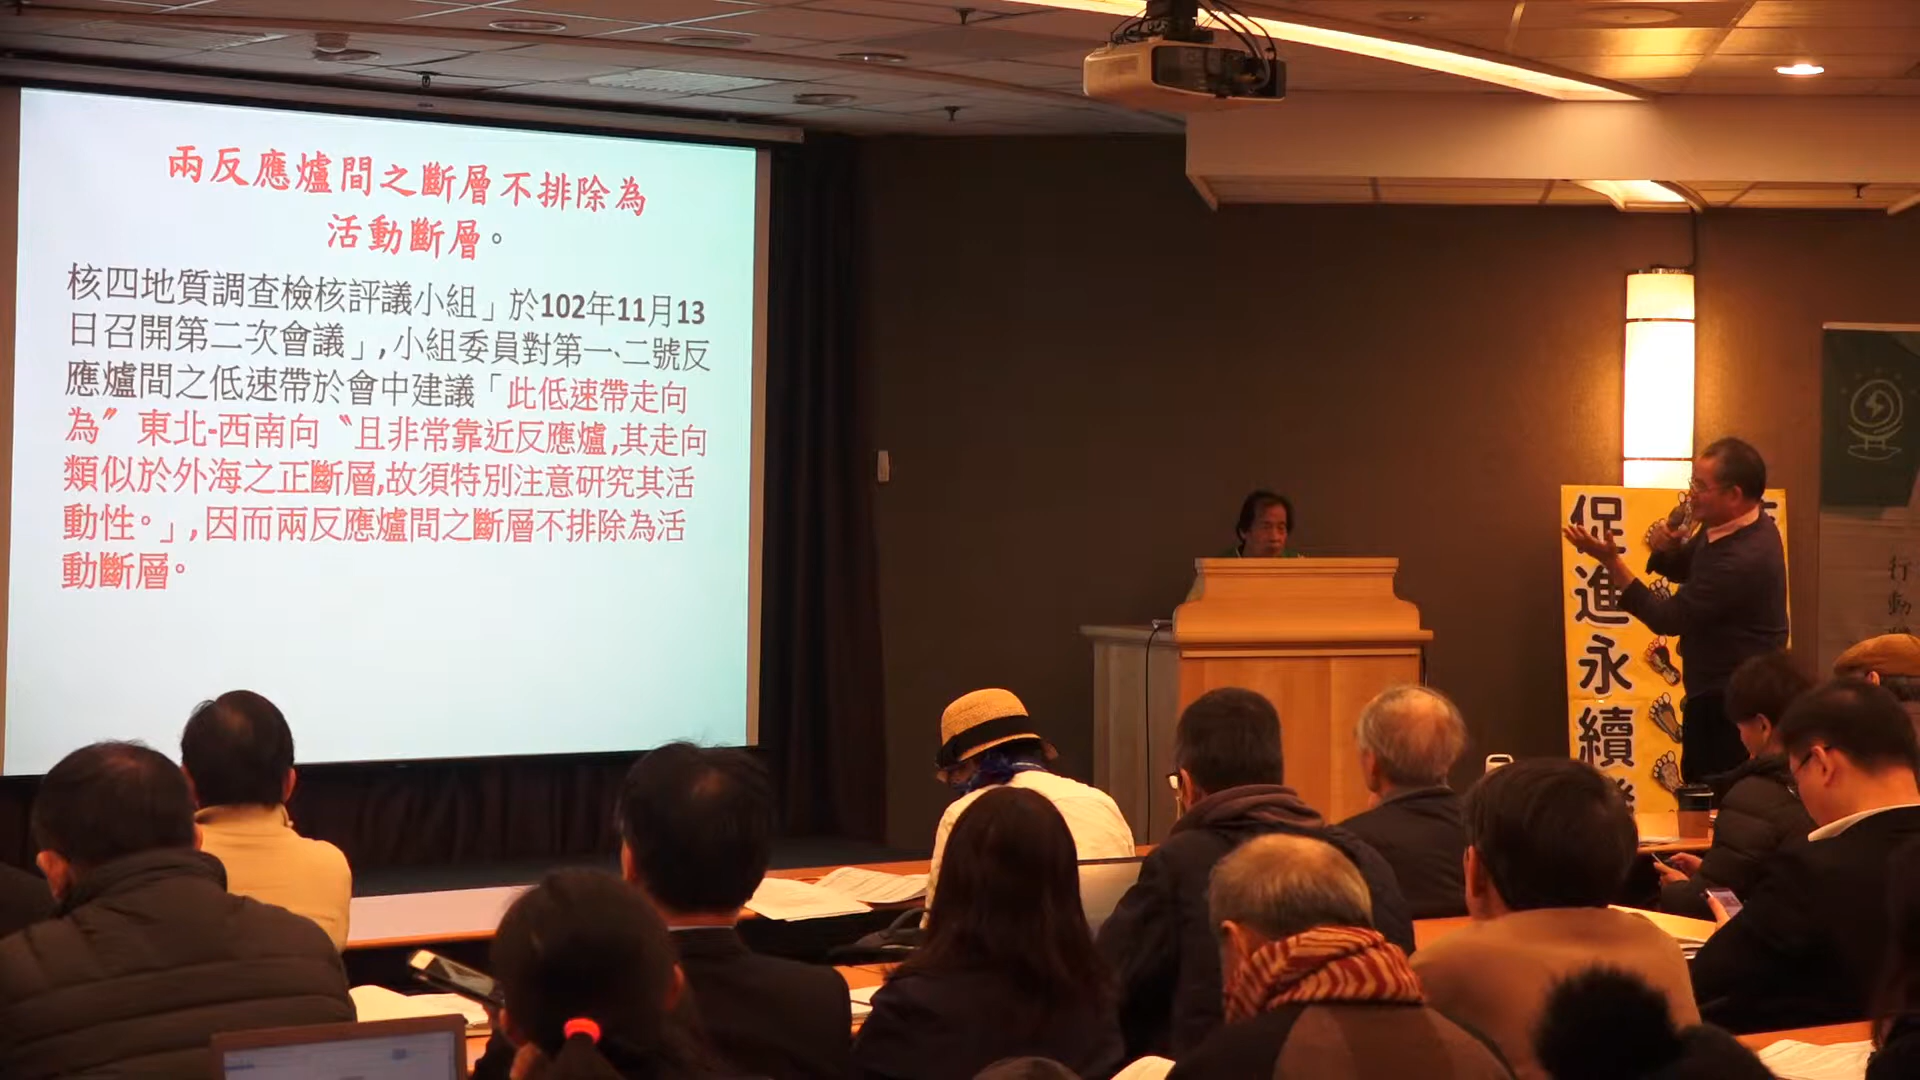 兩反應爐間之斷層不排除為
活動斷層。
核四地質調查檢核評議小組」於102年11月13
日召開第二次會議」,小組委員對第一、二號反
應爐間之低速帶於會中建議「此低速帶走向
為〞東北-西南向〝且非常靠近反應爐,其走向
類似於外海之正斷層,故須特別注意研究其活
動性。」,因而兩反應爐間之斷層不排除為活
動斷層。
促進永續
行動